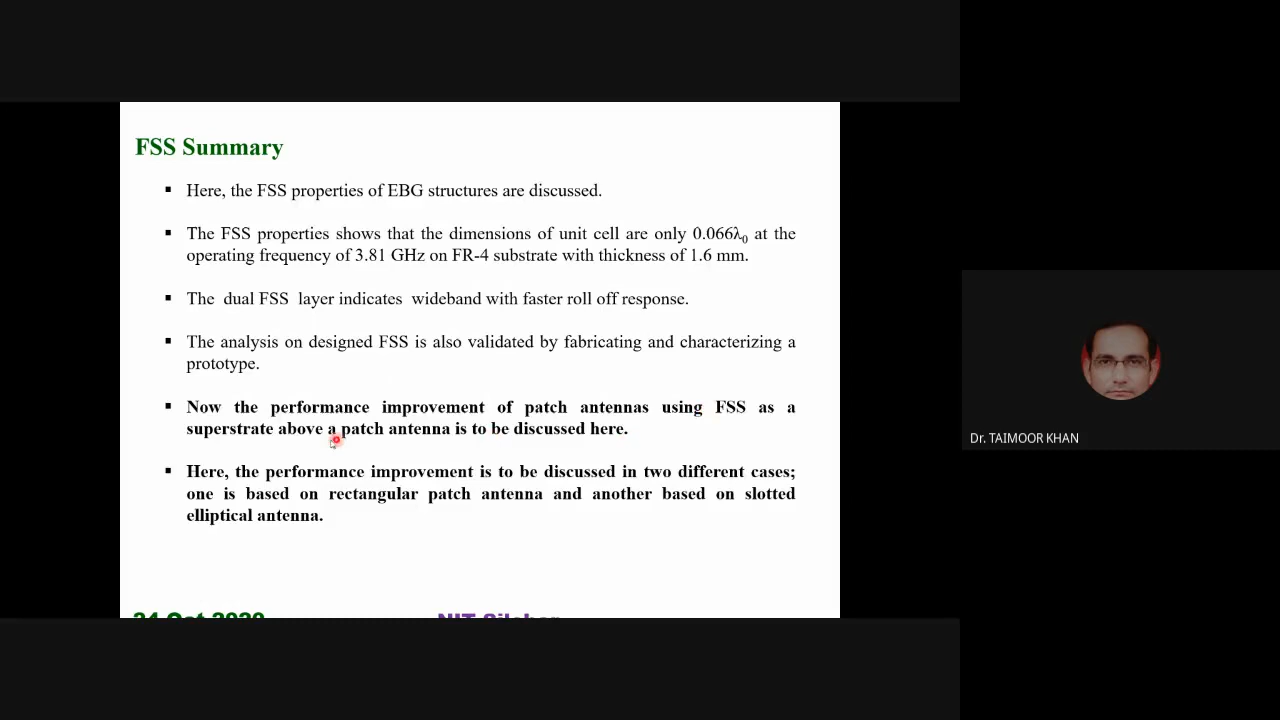 FSS Summary
▪ Here, the FSS properties of EBG structures are discussed.
▪ The FSS properties shows that the dimensions of unit cell are only 0.066λ₀ at the
operating frequency of 3.81 GHz on FR-4 substrate with thickness of 1.6 mm.
▪ The dual FSS layer indicates wideband with faster roll off response.
▪ The analysis on designed FSS is also validated by fabricating and characterizing a
prototype.
▪ Now the performance improvement of patch antennas using FSS as a
superstrate above a patch antenna is to be discussed here.
▪ Here, the performance improvement is to be discussed in two different cases;
one is based on rectangular patch antenna and another based on slotted
elliptical antenna.
24 Oct 2020
NIT Silchar
Dr. TAIMOOR KHAN